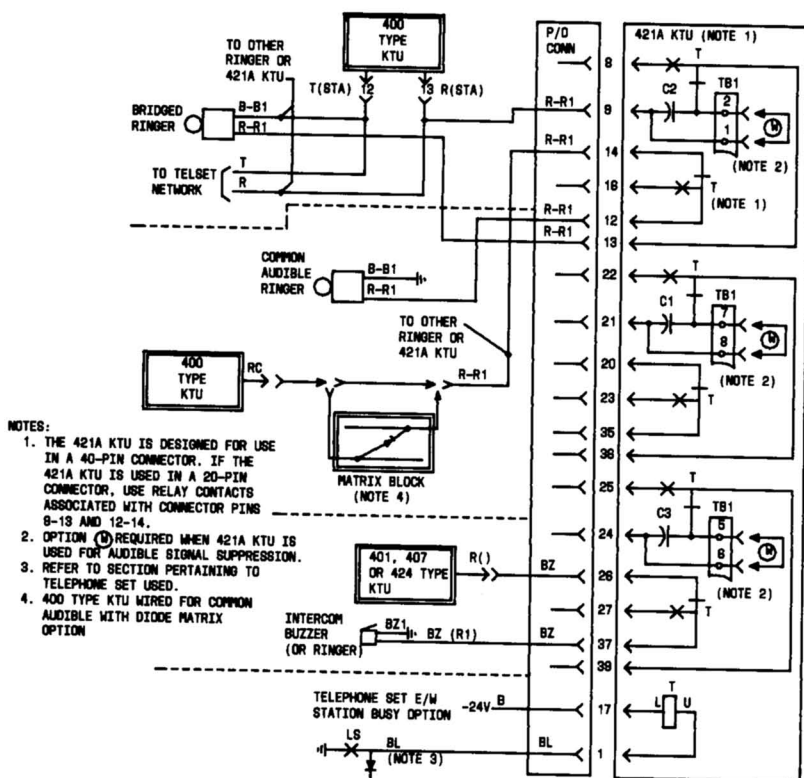 400
TYPE
KTU
P/O
CONN
421A KTU (NOTE 1)
TO OTHER
RINGER OR
421A KTU
T(STA)
12
13
R(STA)
8
T
C2
TB1
BRIDGED
RINGER
B-B1
R-R1
R-R1
9
2
1
W
(NOTE 2)
R-R1
14
TO TELSET
NETWORK
T
R
16
T
(NOTE 1)
R-R1
12
13
COMMON
AUDIBLE
RINGER
B-B1
R-R1
22
T
C1
TB1
21
7
8
W
(NOTE 2)
TO OTHER
RINGER OR
421A KTU
20
400
TYPE
KTU
RC
R-R1
23
T
35
36
MATRIX BLOCK
(NOTE 4)
NOTES:
1. THE 421A KTU IS DESIGNED FOR USE
IN A 40-PIN CONNECTOR. IF THE
421A KTU IS USED IN A 20-PIN
CONNECTOR, USE RELAY CONTACTS
ASSOCIATED WITH CONNECTOR PINS
9-13 AND 12-14.
2. OPTION W REQUIRED WHEN 421A KTU IS
USED FOR AUDIBLE SIGNAL SUPPRESSION.
3. REFER TO SECTION PERTAINING TO
TELEPHONE SET USED.
4. 400 TYPE KTU WIRED FOR COMMON
AUDIBLE WITH DIODE MATRIX
OPTION
25
T
C3
TB1
24
5
6
W
(NOTE 2)
401, 407
OR 424 TYPE
KTU
R()
BZ
26
27
T
INTERCOM
BUZZER
(OR RINGER)
BZ1
BZ (R1)
BZ
37
38
TELEPHONE SET E/W
STATION BUSY OPTION
-24V
B
17
L
T
U
LS
BL
(NOTE 3)
BL
1